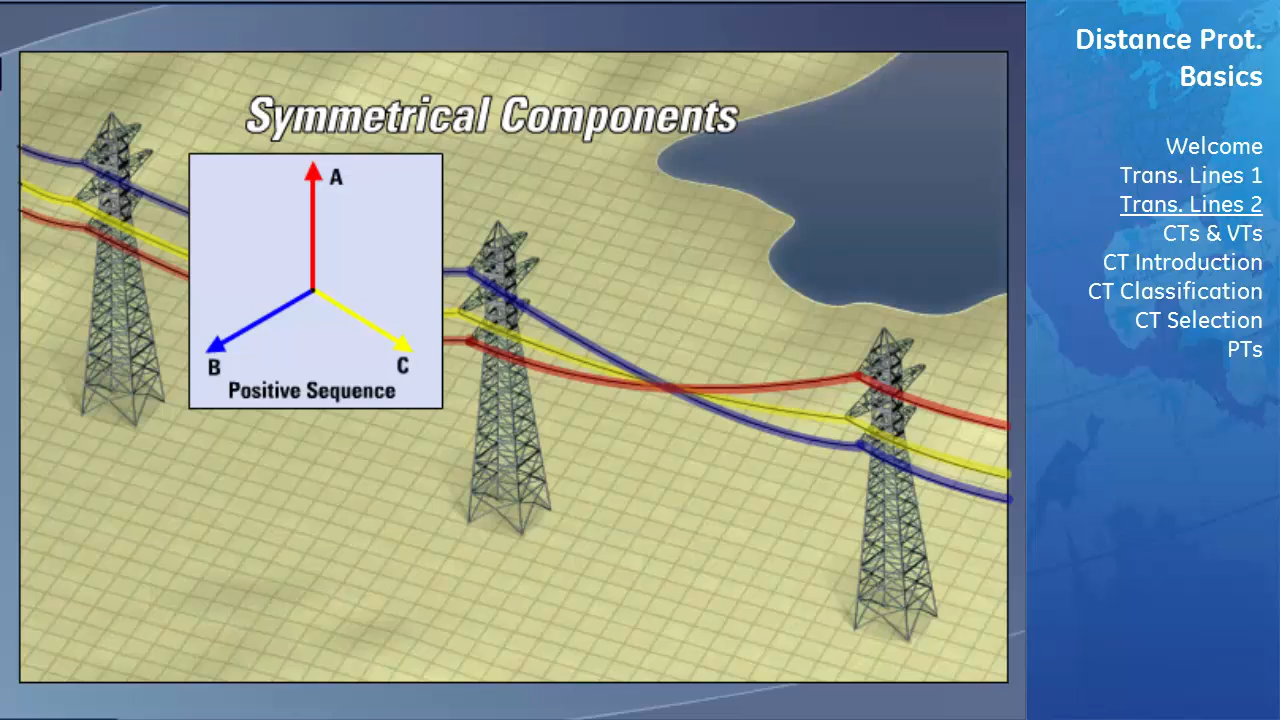 Symmetrical Components
A
B
C
Positive Sequence
Distance Prot.
Basics
Welcome
Trans. Lines 1
Trans. Lines 2
CTs & VTs
CT Introduction
CT Classification
CT Selection
PTs